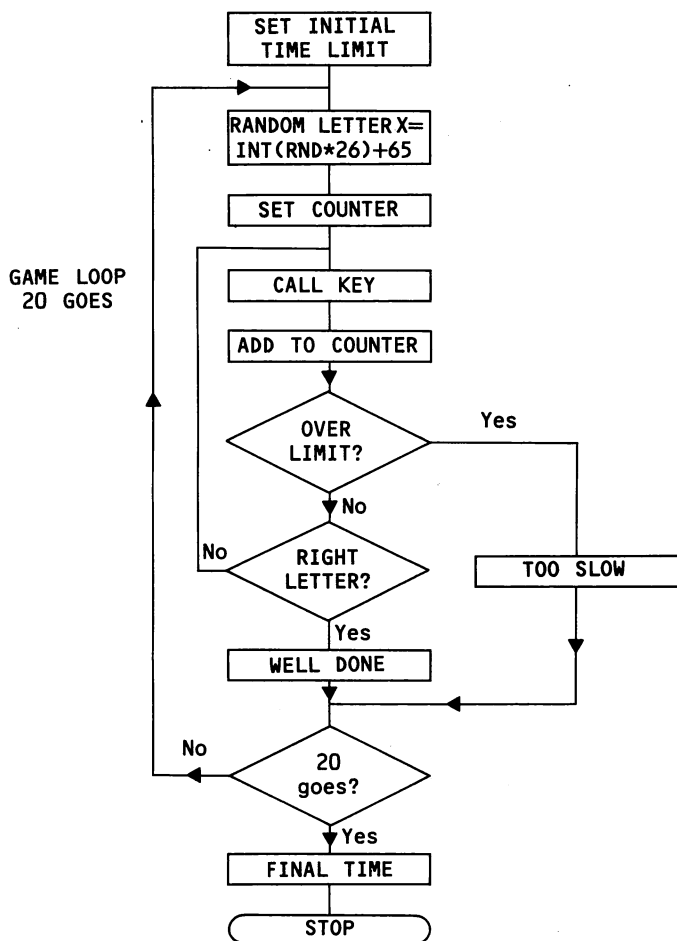 SET INITIAL
TIME LIMIT
RANDOM LETTER X=
INT(RND*26)+65
SET COUNTER
GAME LOOP
20 GOES
CALL KEY
ADD TO COUNTER
OVER
LIMIT?
Yes
No
RIGHT
LETTER?
No
TOO SLOW
Yes
WELL DONE
20
goes?
No
Yes
FINAL TIME
STOP